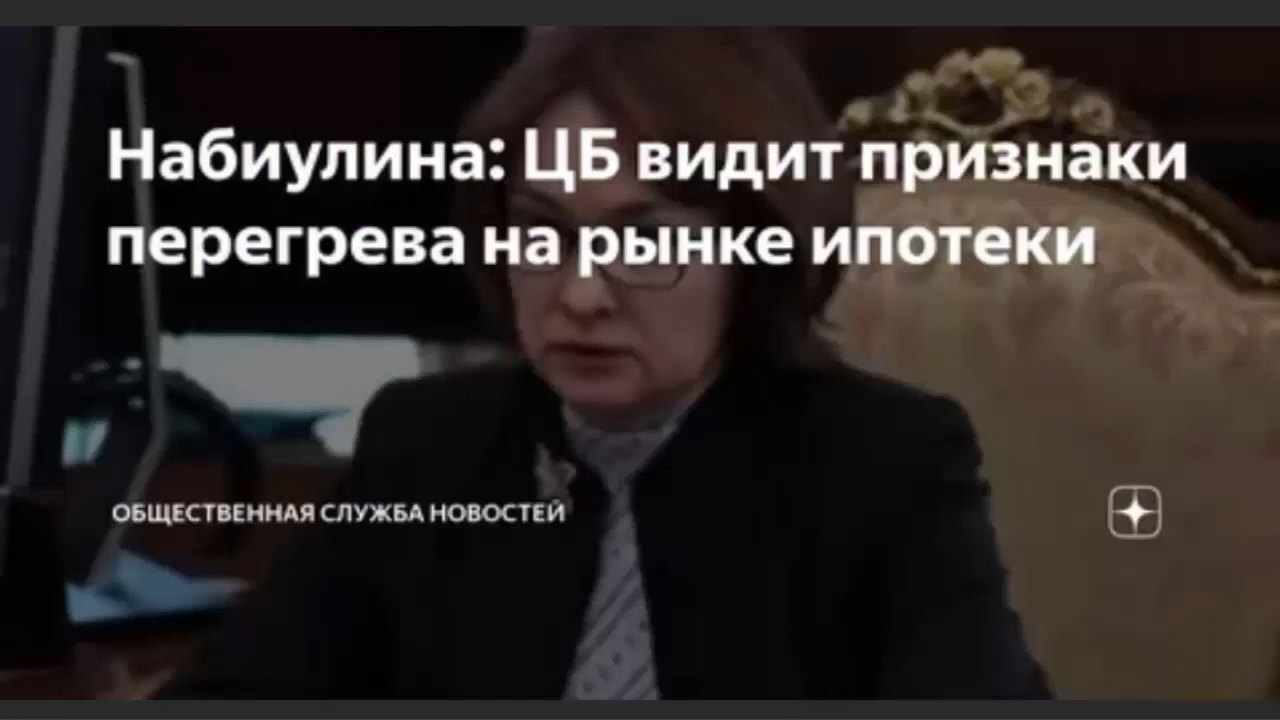 Набиулина: ЦБ видит признаки
перегрева на рынке ипотеки
ОБЩЕСТВЕННАЯ СЛУЖБА НОВОСТЕЙ